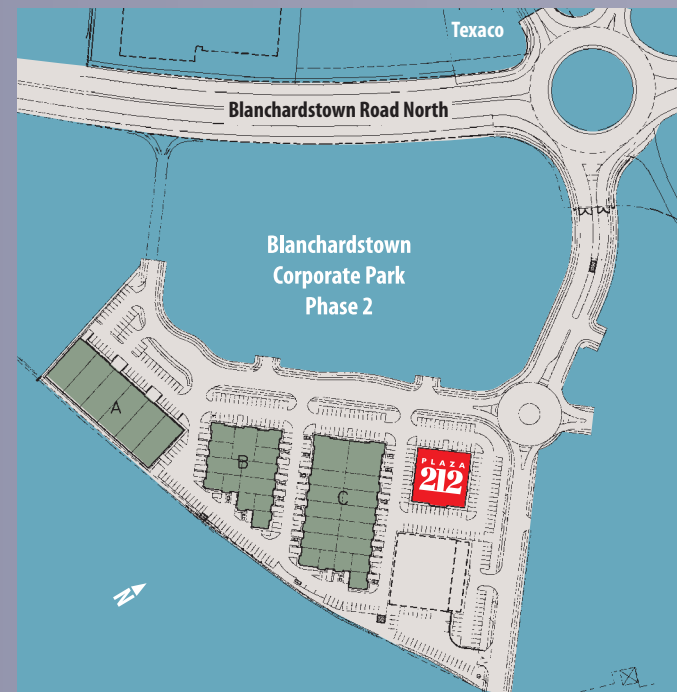 Texaco
Blanchardstown Road North
Blanchardstown
Corporate Park
Phase 2
A
B
C
PLAZA
212
N